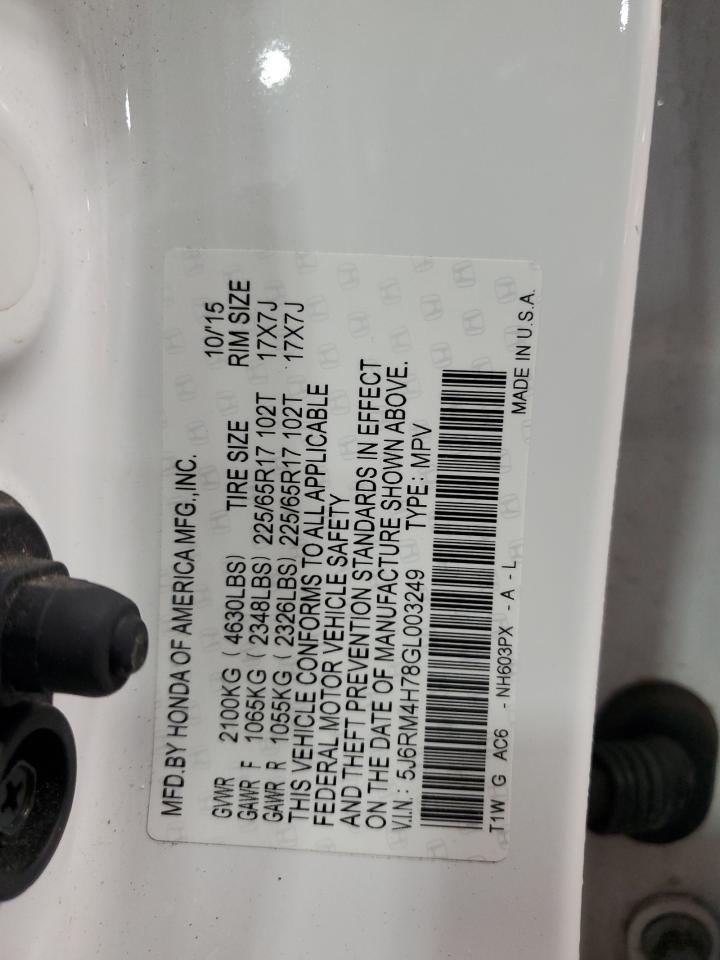 MFD.BY HONDA OF AMERICA MFG.,INC. 10/'15
GVWR 2100KG ( 4630LBS) TIRE SIZE RIM SIZE
GAWR F 1065KG ( 2348LBS) 225/65R17 102T 17X7J
GAWR R 1055KG ( 2326LBS) 225/65R17 102T 17X7J
THIS VEHICLE CONFORMS TO ALL APPLICABLE
FEDERAL MOTOR VEHICLE SAFETY
AND THEFT PREVENTION STANDARDS IN EFFECT
ON THE DATE OF MANUFACTURE SHOWN ABOVE.
V.I.N.: 5J6RM4H78GL003249 TYPE: MPV
T1W G AC6 - NH603PX - A - L MADE IN U.S.A.